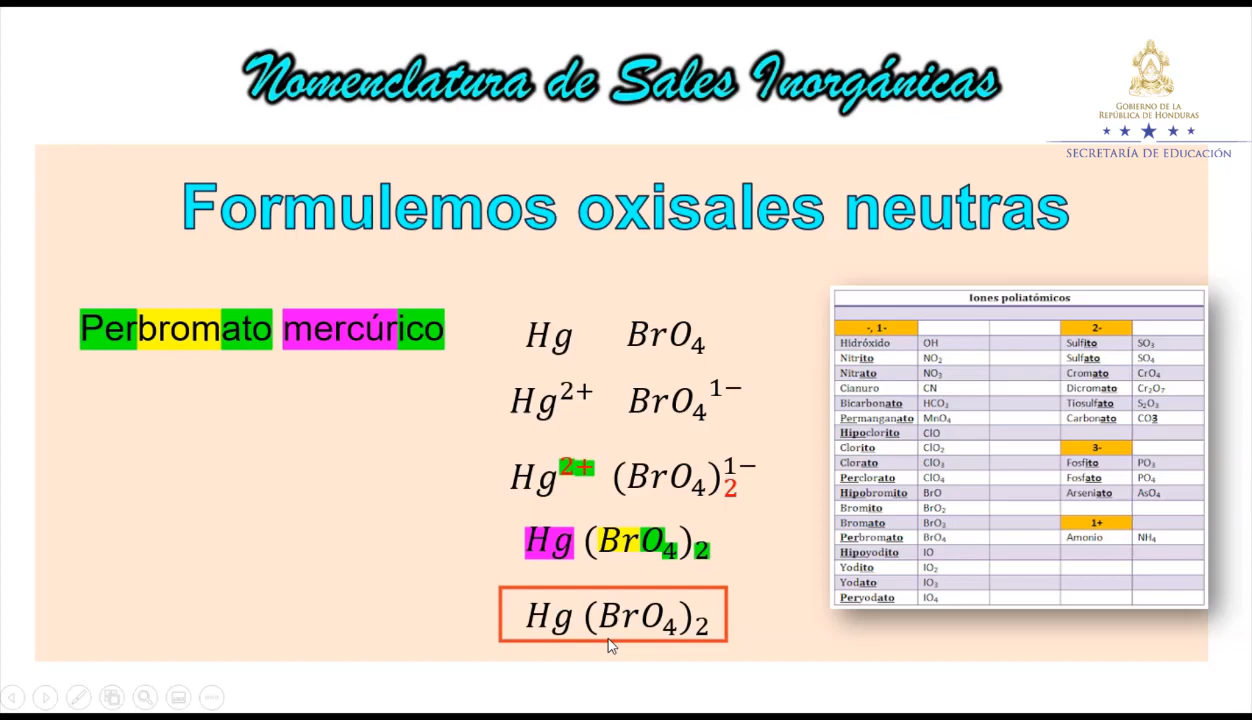 Nomenclatura de Sales Inorgánicas
GOBIERNO DE LA
REPÚBLICA DE HONDURAS
SECRETARÍA DE EDUCACIÓN
Formulemos oxisales neutras
Perbromato mercúrico
Hg BrO₄
Hg²⁺ BrO₄¹⁻
Hg²⁺ (BrO₄)₂¹⁻
Hg (BrO₄)₂
Hg (BrO₄)₂
Iones poliatómicos
-, 1- 2-
Hidróxido OH Sulfito SO₃
Nitrito NO₂ Sulfato SO₄
Nitrato NO₃ Cromato CrO₄
Cianuro CN Dicromato Cr₂O₇
Bicarbonato HCO₃ Tiosulfato S₂O₃
Permanganato MnO₄ Carbonato CO3
Hipoclorito ClO
Clorito ClO₂ 3-
Clorato ClO₃ Fosfito PO₃
Perclorato ClO₄ Fosfato PO₄
Hipobromito BrO Arseniato AsO₄
Bromito BrO₂
Bromato BrO₃ 1+
Perbromato BrO₄ Amonio NH₄
Hipoyodito IO
Yodito IO₂
Yodato IO₃
Peryodato IO₄